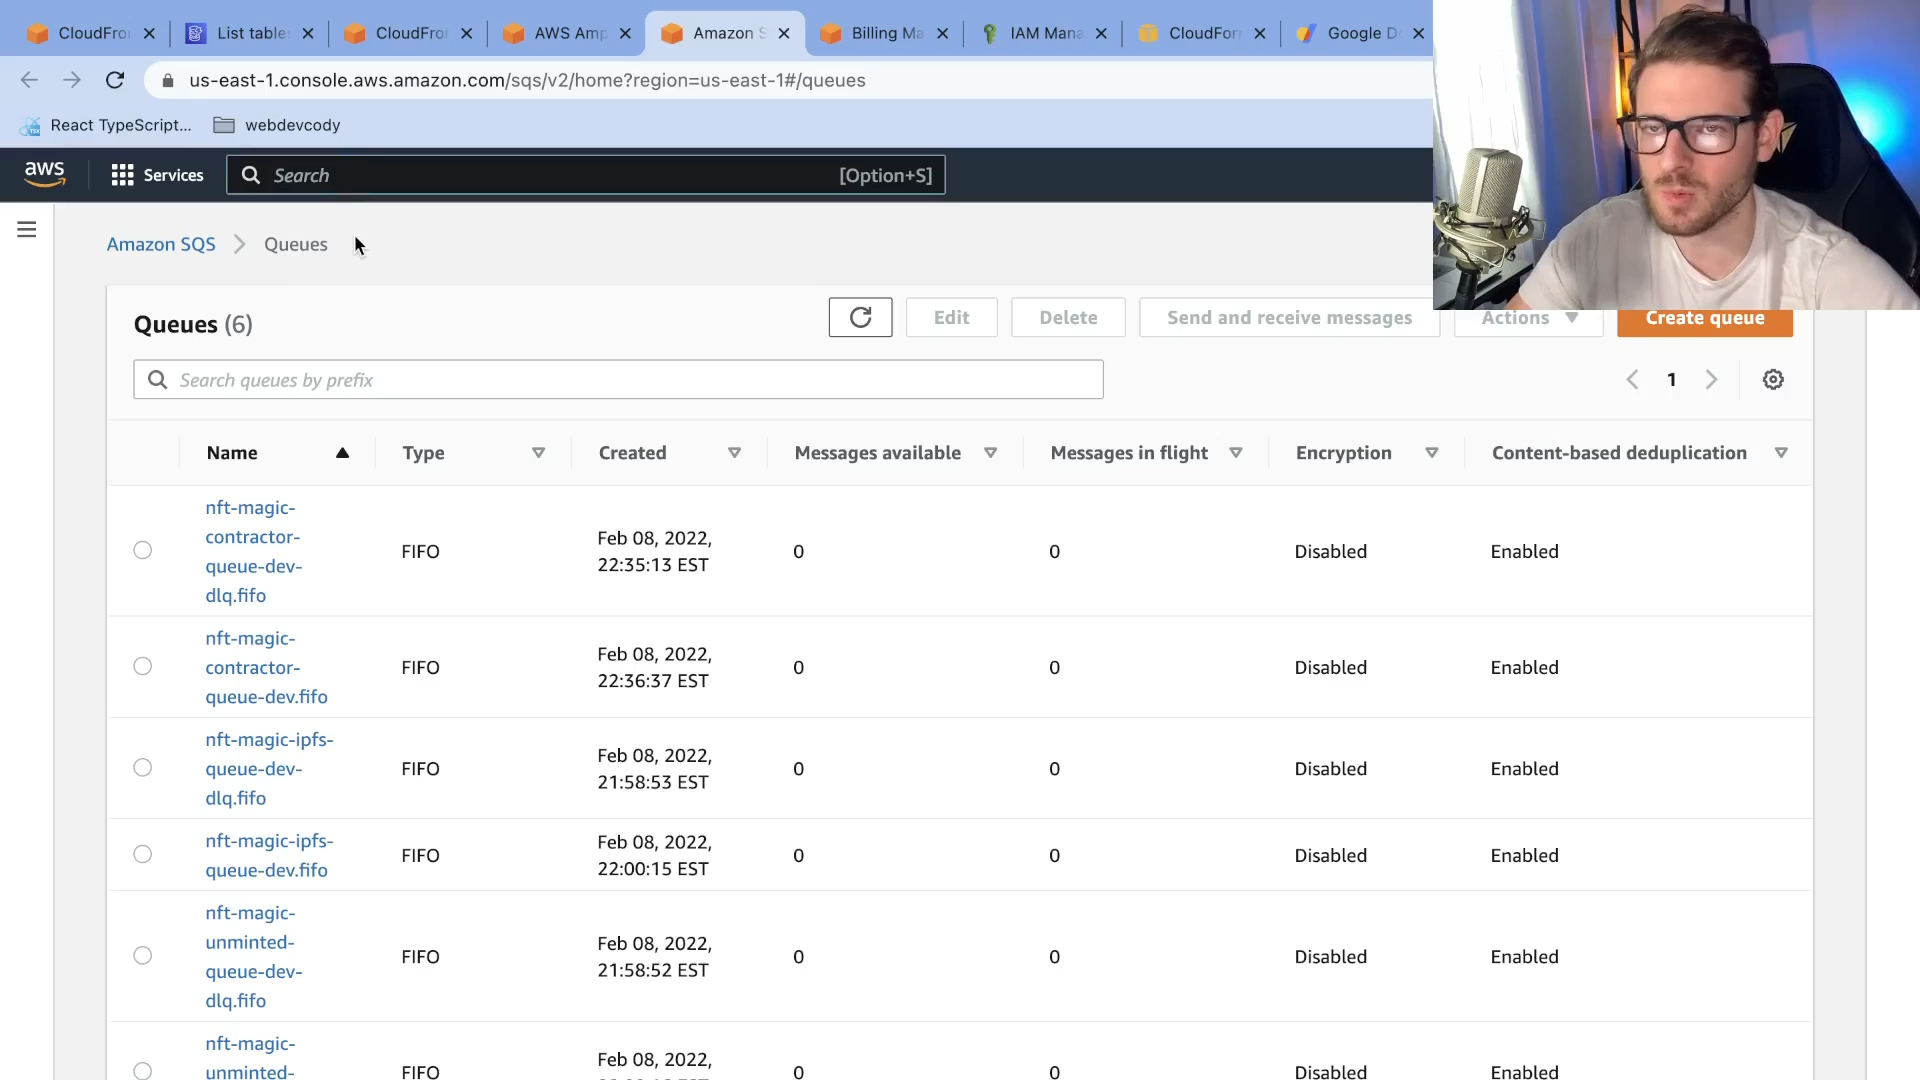 CloudFro
List table
CloudFro
AWS Amp
Amazon S
Billing Ma
IAM Mana
CloudForm
Google D
us-east-1.console.aws.amazon.com/sqs/v2/home?region=us-east-1#/queues
React TypeScript...
webdevcody
aws
Services
Search
[Option+S]
Amazon SQS
Queues
Queues (6)
Edit
Delete
Send and receive messages
Actions
Create queue
Search queues by prefix
1
Name
Type
Created
Messages available
Messages in flight
Encryption
Content-based deduplication
nft-magic-
contractor-
queue-dev-
dlq.fifo
FIFO
Feb 08, 2022,
22:35:13 EST
0
0
Disabled
Enabled
nft-magic-
contractor-
queue-dev.fifo
FIFO
Feb 08, 2022,
22:36:37 EST
0
0
Disabled
Enabled
nft-magic-ipfs-
queue-dev-
dlq.fifo
FIFO
Feb 08, 2022,
21:58:53 EST
0
0
Disabled
Enabled
nft-magic-ipfs-
queue-dev.fifo
FIFO
Feb 08, 2022,
22:00:15 EST
0
0
Disabled
Enabled
nft-magic-
unminted-
queue-dev-
dlq.fifo
FIFO
Feb 08, 2022,
21:58:52 EST
0
0
Disabled
Enabled
nft-magic-
unminted-
FIFO
Feb 08, 2022,
0
0
Disabled
Enabled